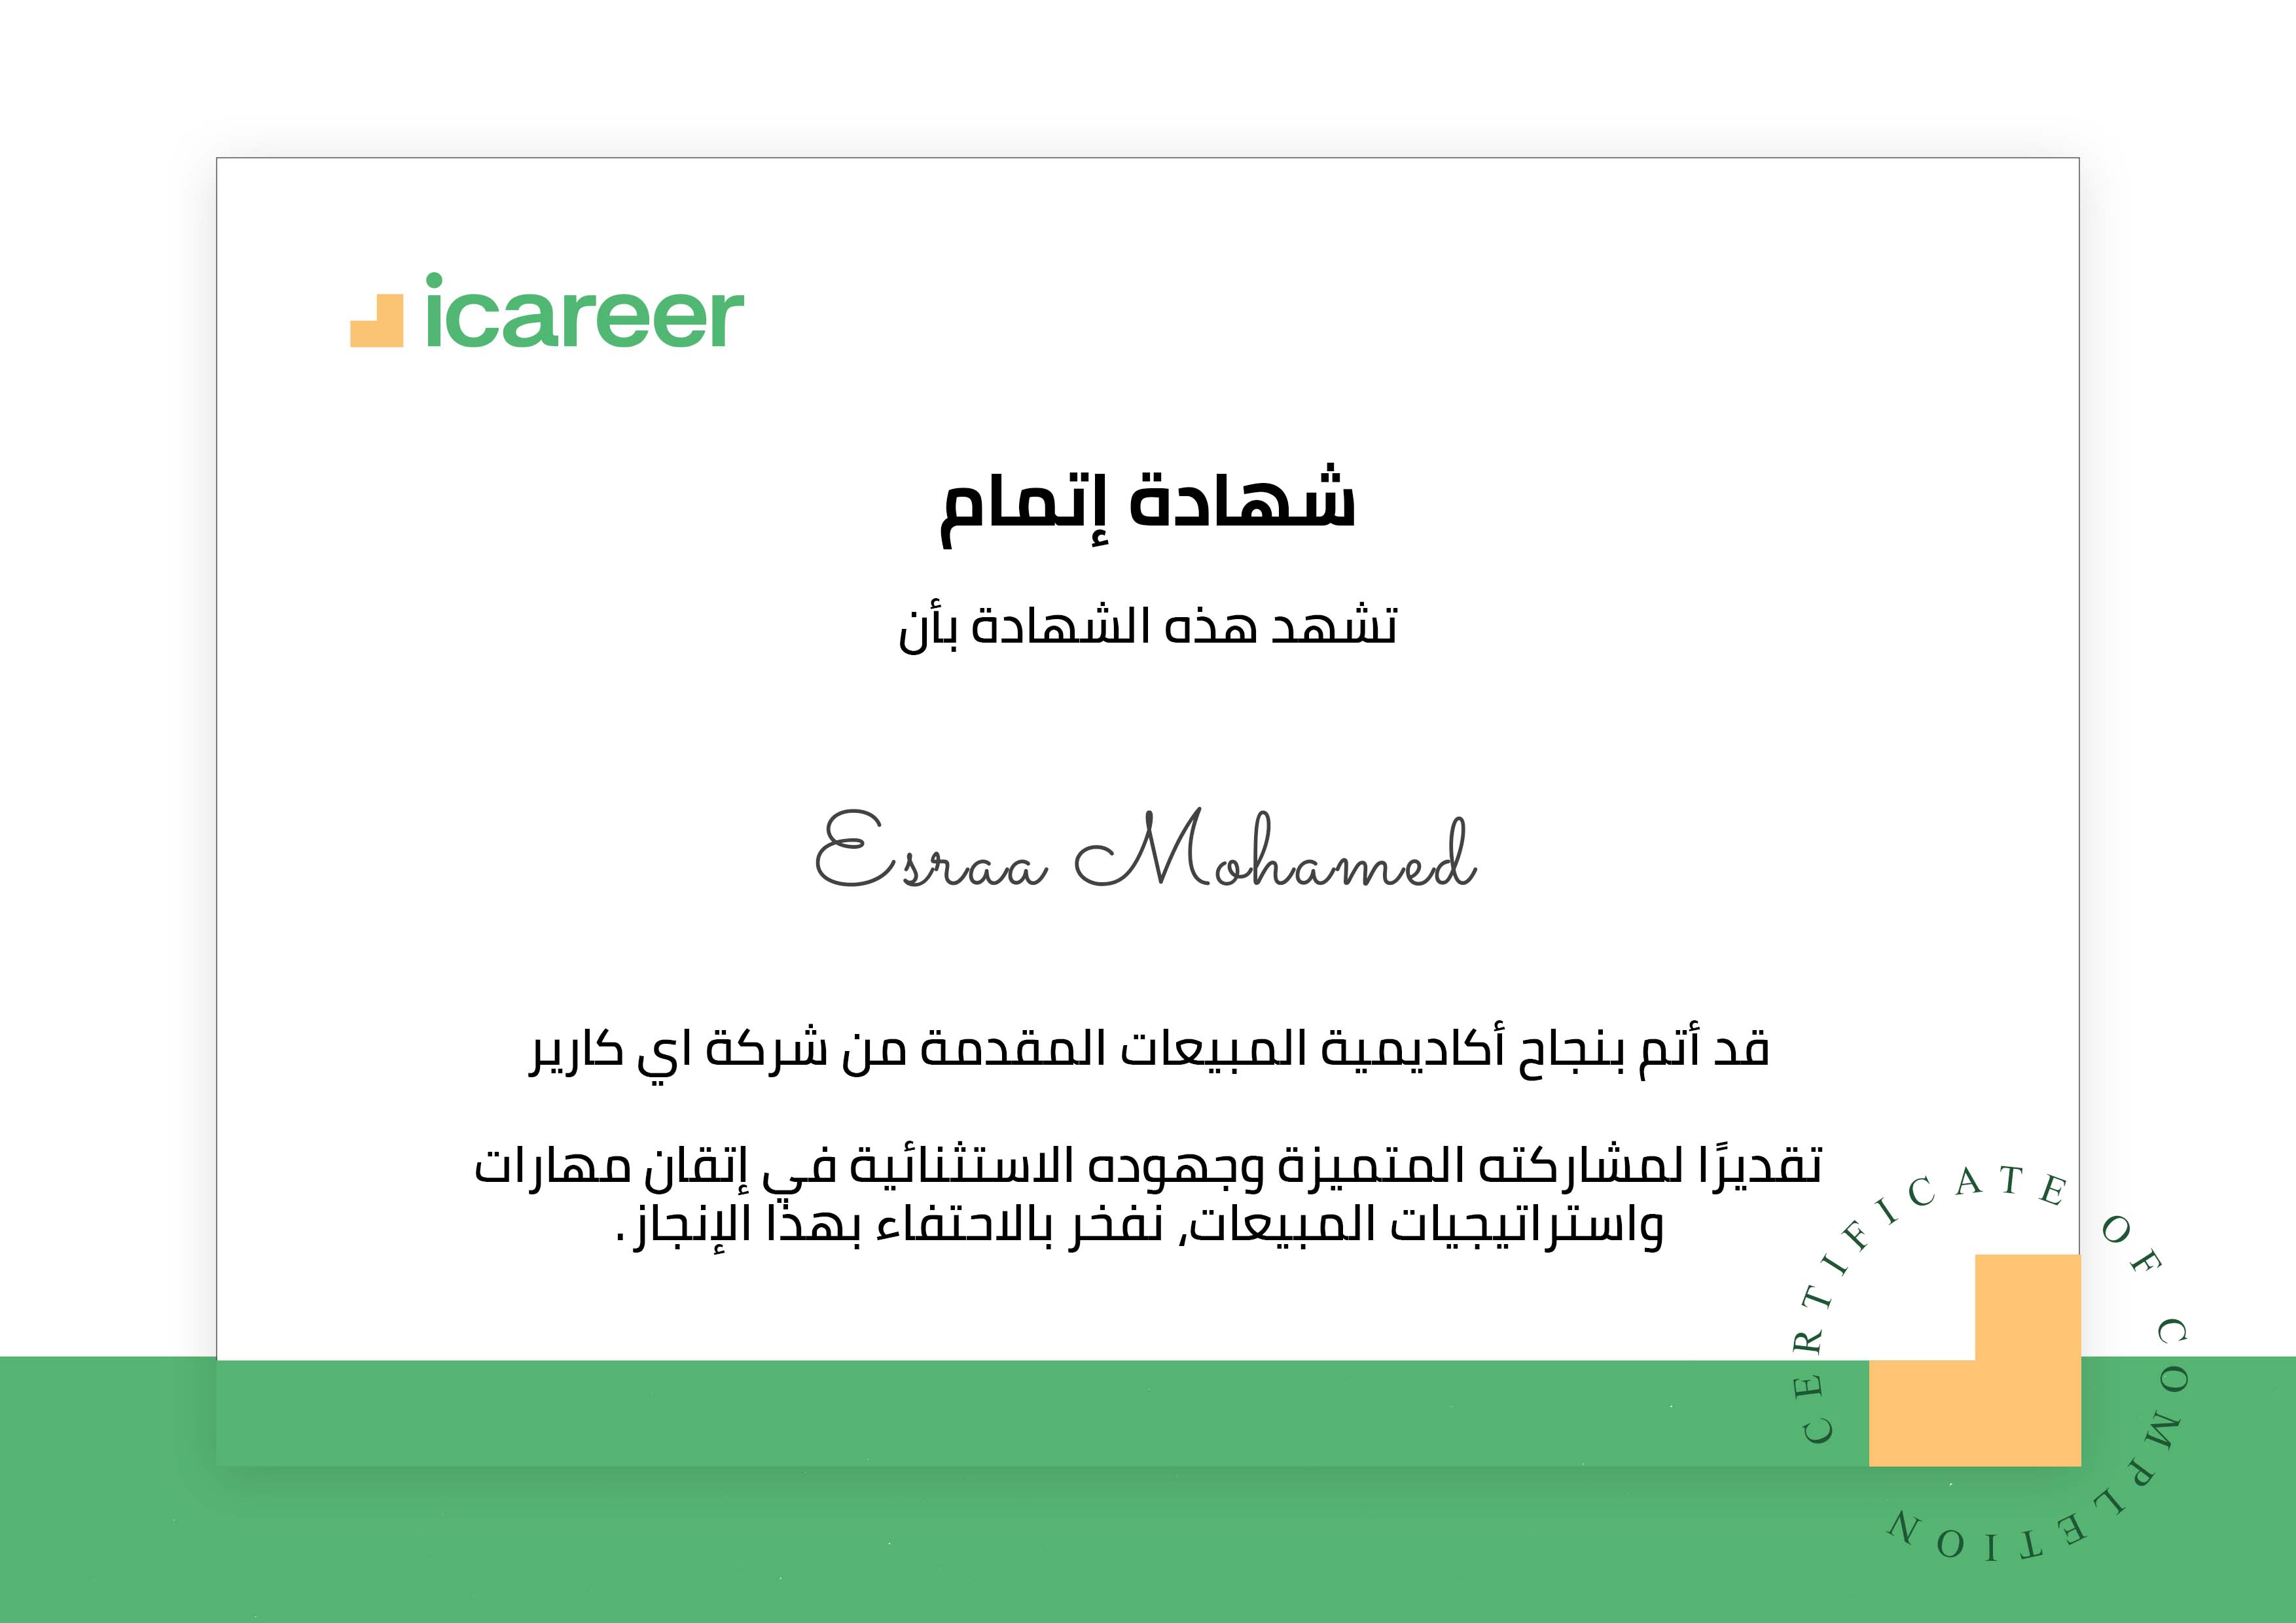 icareer
شهادة إتمام
تشهد هذه الشهادة بأن
Esraa Mohamed
قد أتم بنجاح أكاديمية المبيعات المقدمة من شركة اي كارير
تقديرًا لمشاركته المتميزة وجهوده الاستثنائية في إتقان مهارات
واستراتيجيات المبيعات، نفخر بالاحتفاء بهذا الإنجاز.
CERTIFICATE OF COMPLETION